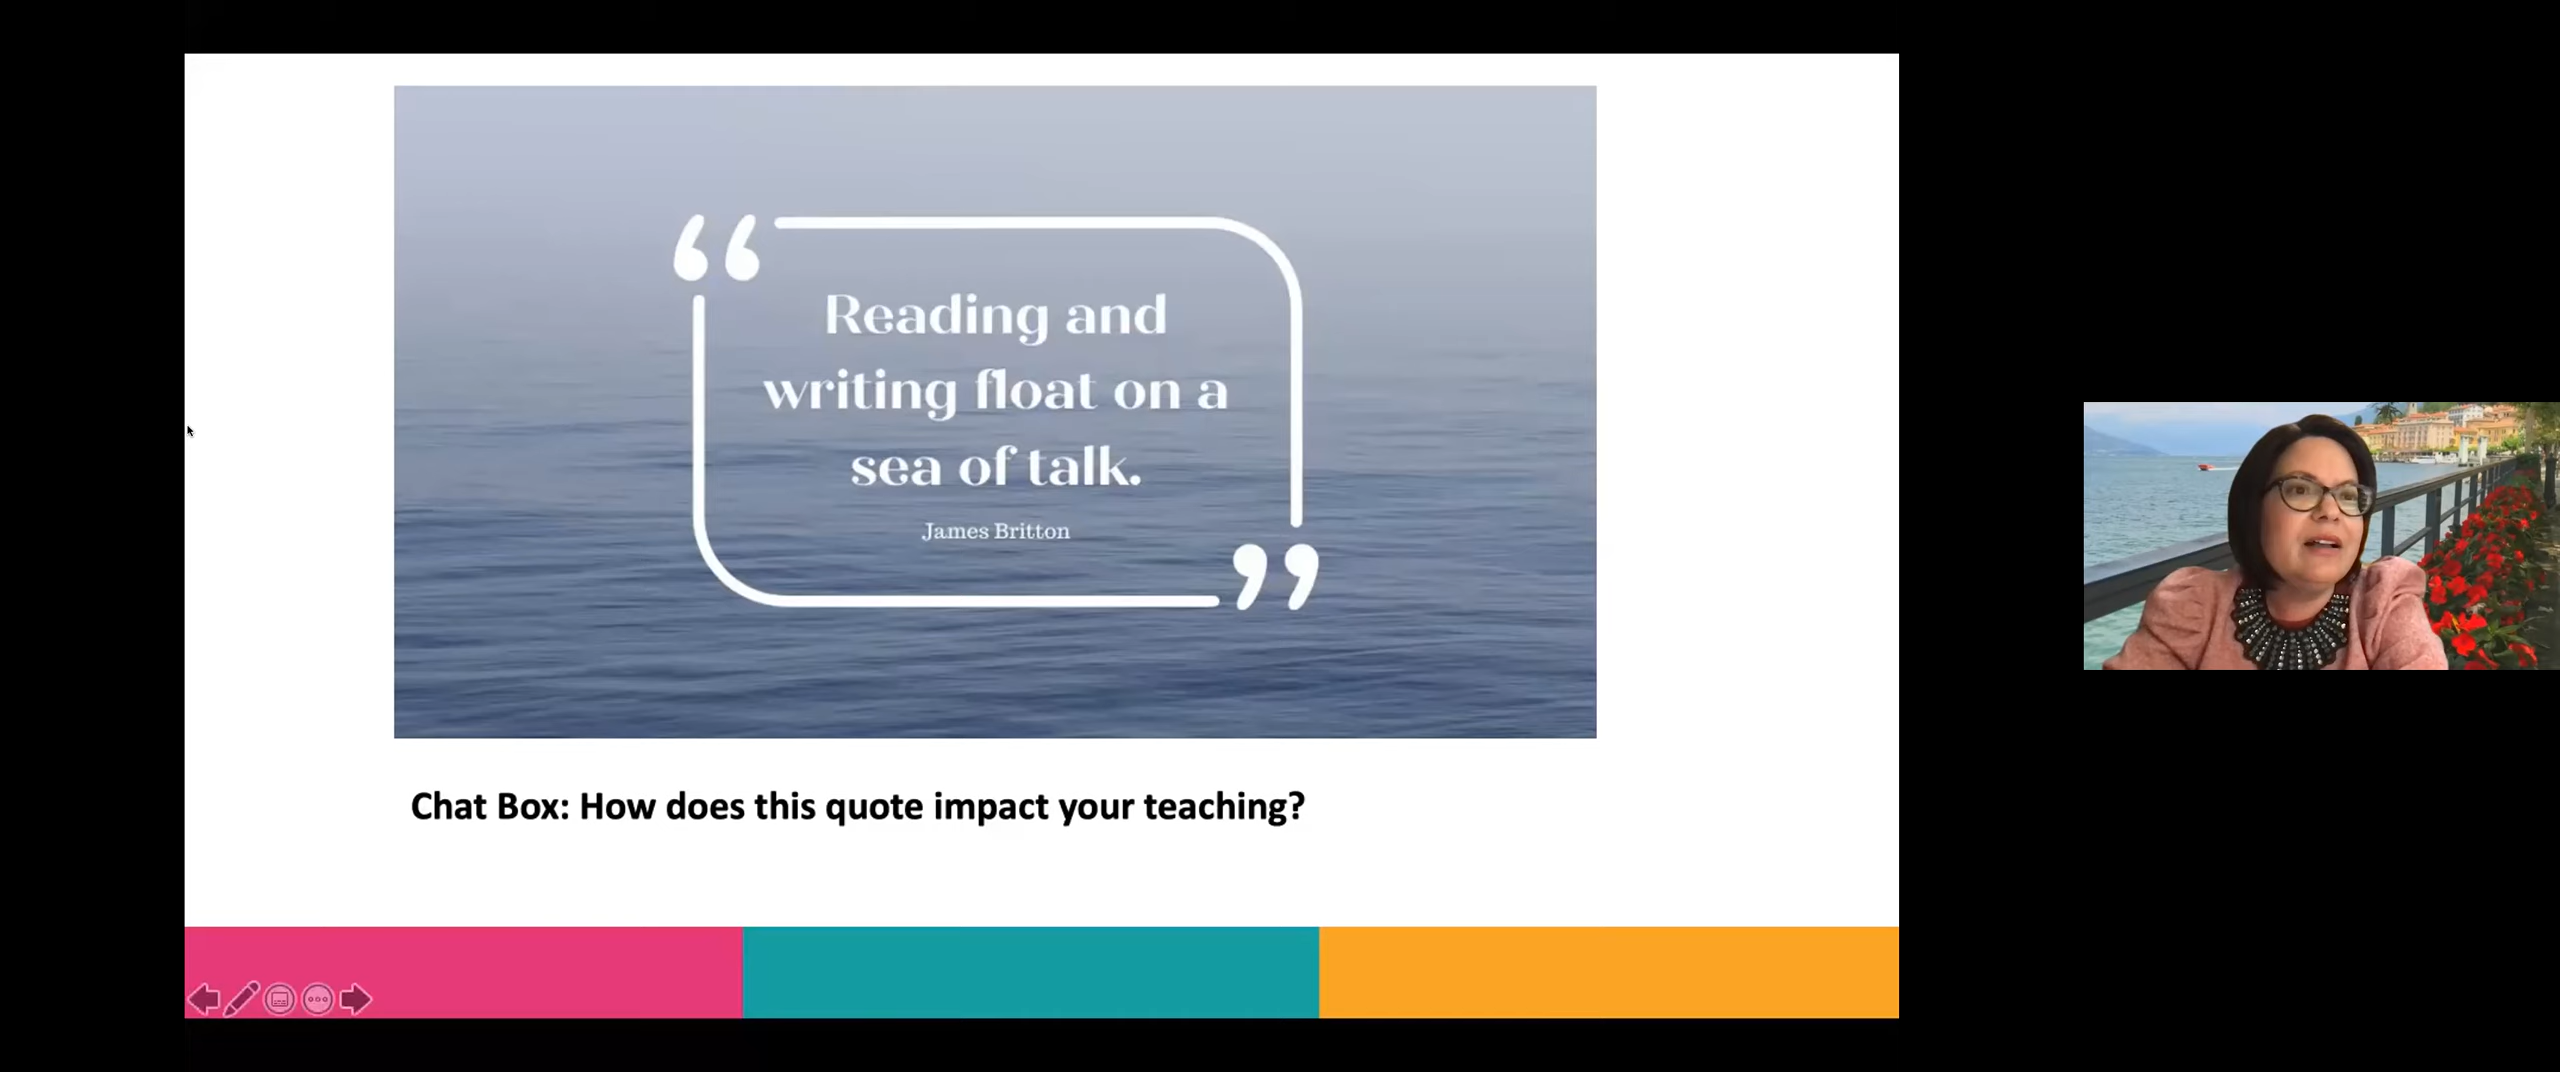 Reading and
writing float on a
sea of talk.
James Britton
Chat Box: How does this quote impact your teaching?